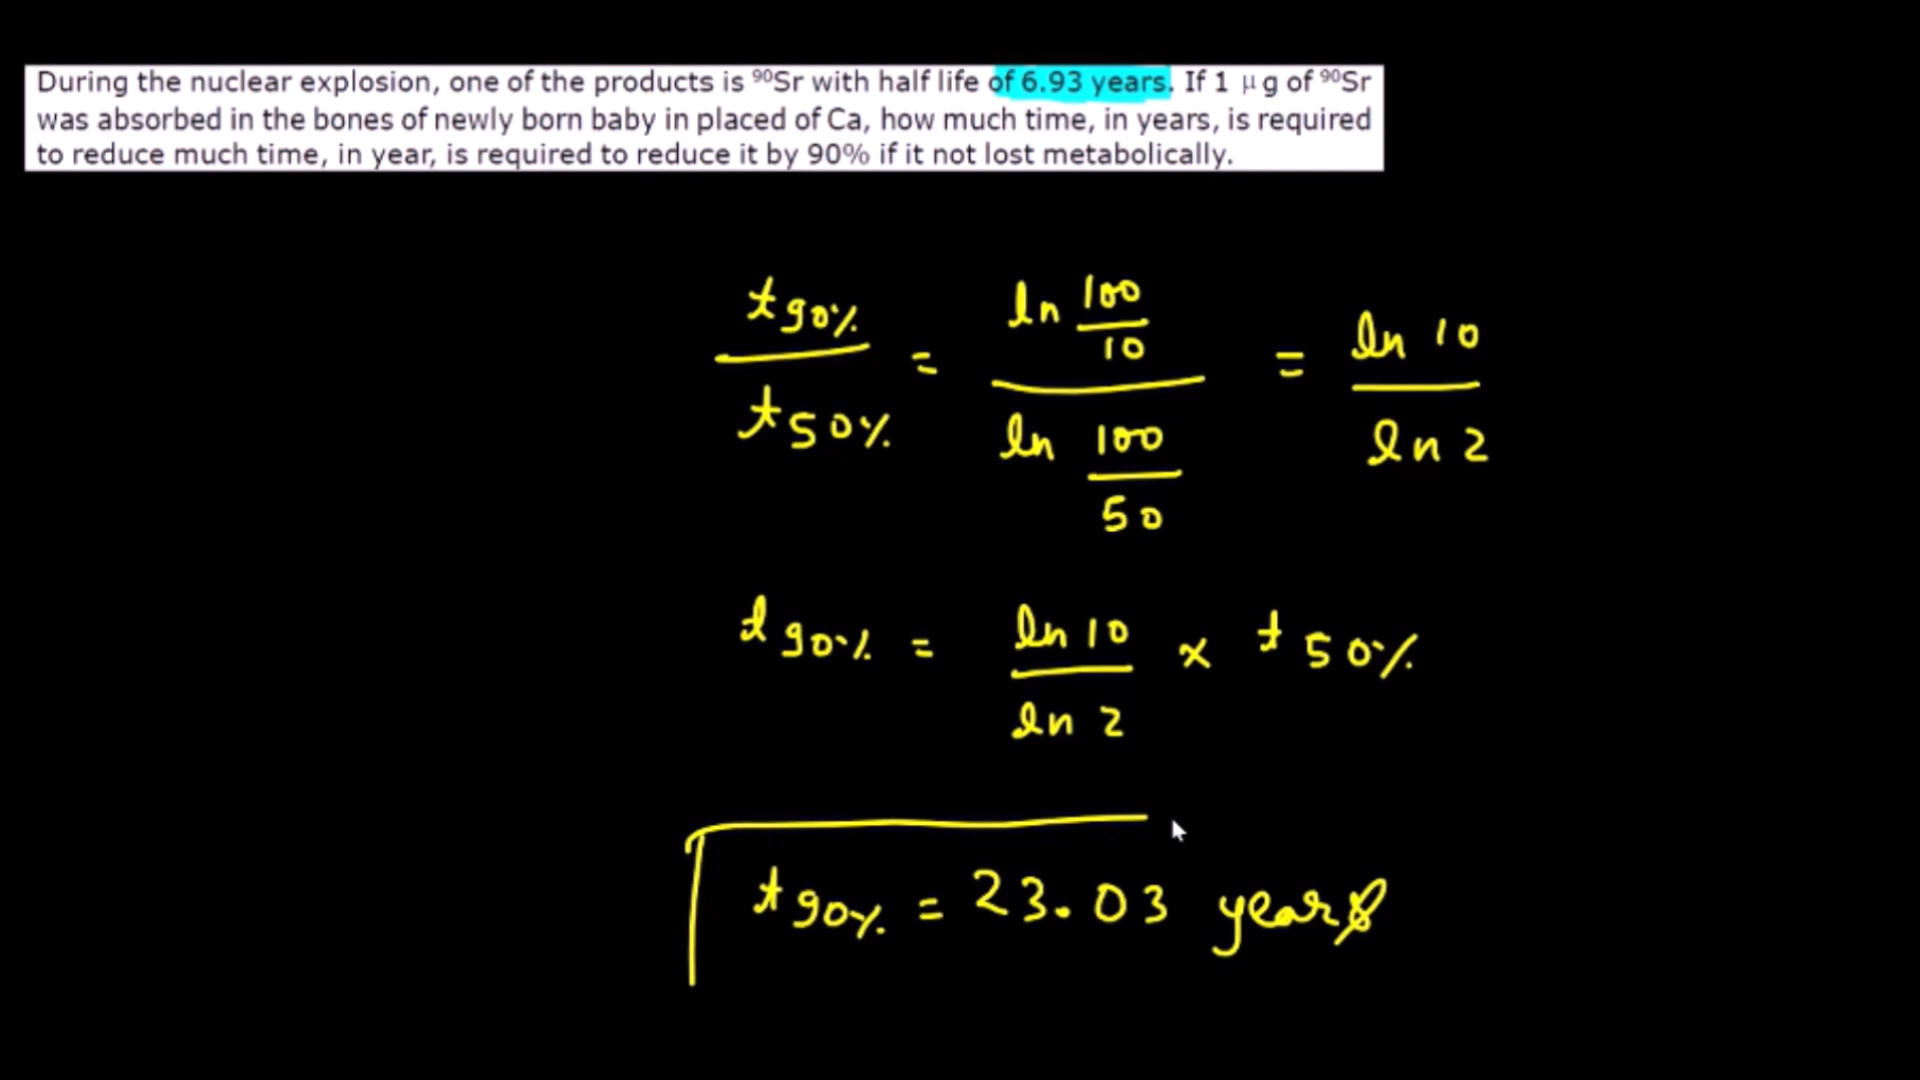 During the nuclear explosion, one of the products is ⁹⁰Sr with half life of 6.93 years. If 1 μg of ⁹⁰Sr
was absorbed in the bones of newly born baby in placed of Ca, how much time, in years, is required
to reduce much time, in year, is required to reduce it by 90% if it not lost metabolically.
t90% / t50% = ln 100/10 / ln 100/50 = ln 10 / ln 2
t90% = ln 10 / ln 2 x t50%
t90% = 23.03 years